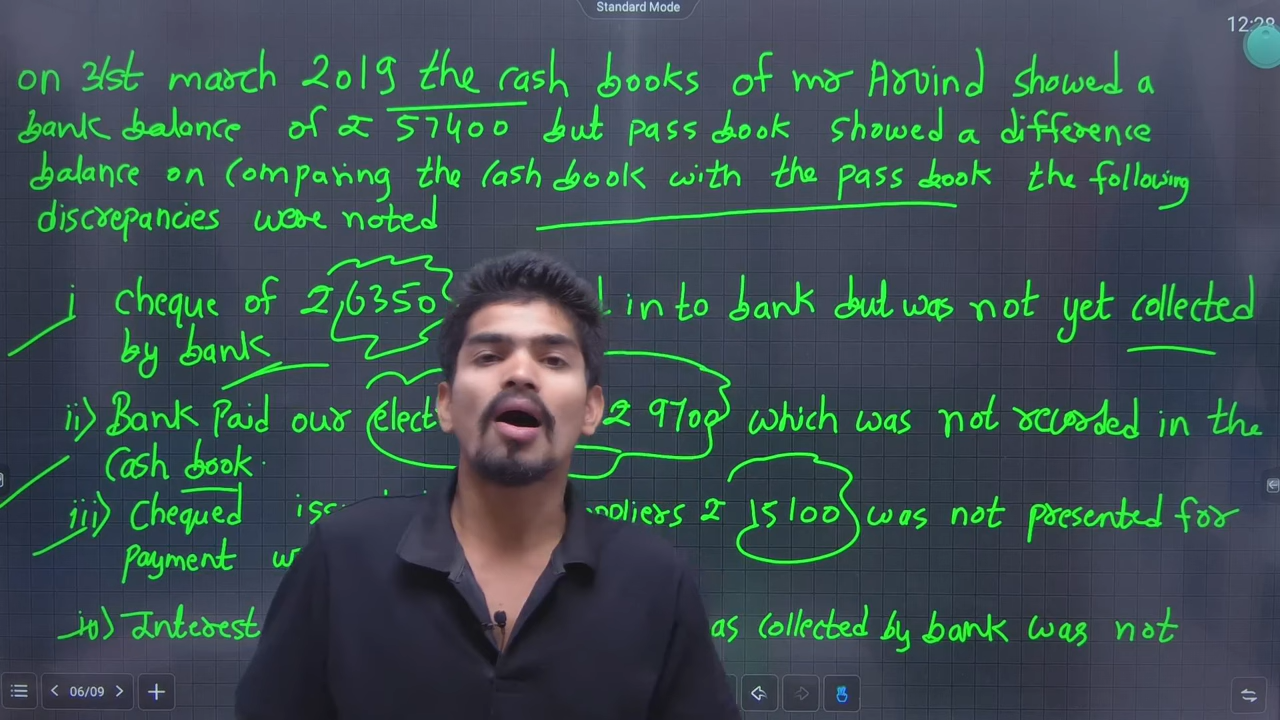 Standard Mode
12:28
on 31st march 2019 the cash books of mr Arvind showed a
bank balance of ₹ 57400 but pass book showed a difference
balance on comparing the cash book with the pass book the following
discrepancies were noted
i cheque of in to bank but was not yet collected
by bank
ii) Bank paid our 9700 which was not recorded in the
cash book.
iii) Chequed ₹ 15100 was not presented for
payment
iv) Interest collected by bank was not
06/09